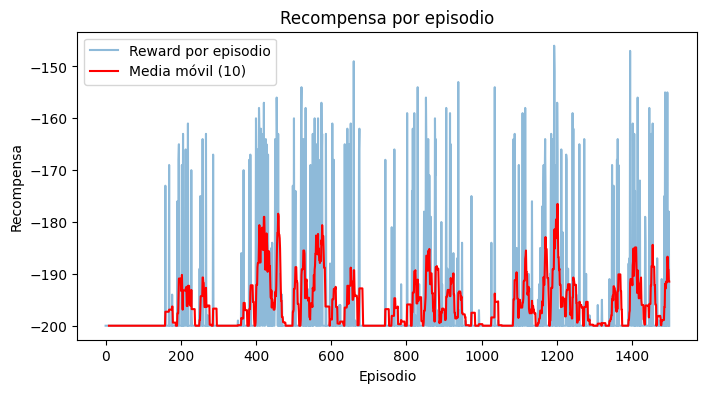 Recompensa por episodio
Reward por episodio
Media móvil (10)
Recompensa
−150
−160
−170
−180
−190
−200
0 200 400 600 800 1000 1200 1400
Episodio